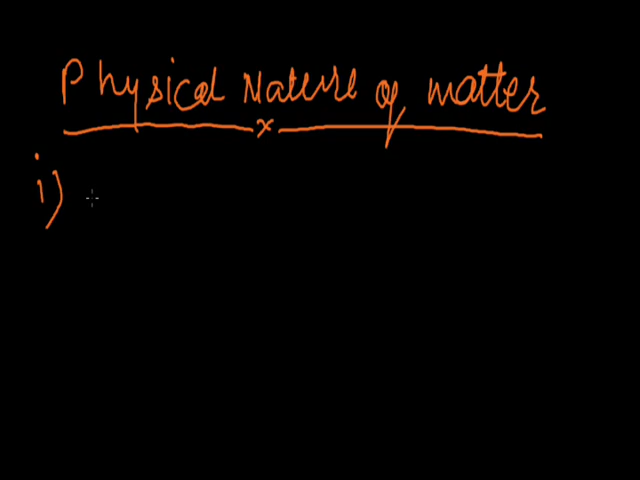 Physical Nature of matter
x
i)